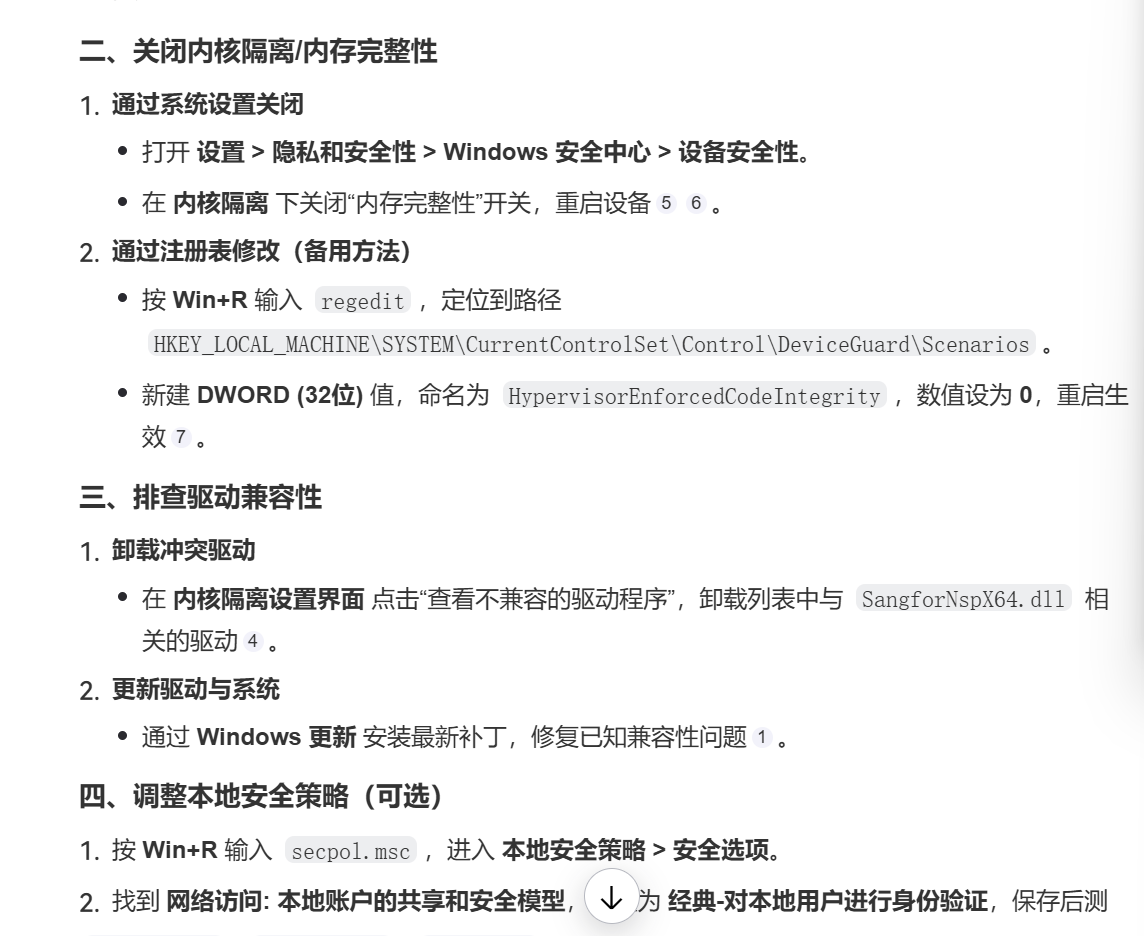 二、关闭内核隔离/内存完整性
1. 通过系统设置关闭
• 打开 设置 > 隐私和安全性 > Windows 安全中心 > 设备安全性。
• 在 内核隔离 下关闭“内存完整性”开关，重启设备 5 6 。
2. 通过注册表修改（备用方法）
• 按 Win+R 输入 regedit ，定位到路径
HKEY_LOCAL_MACHINE\SYSTEM\CurrentControlSet\Control\DeviceGuard\Scenarios 。
• 新建 DWORD (32位) 值，命名为 HypervisorEnforcedCodeIntegrity ，数值设为 0，重启生
效 7 。
三、排查驱动兼容性
1. 卸载冲突驱动
• 在 内核隔离设置界面 点击“查看不兼容的驱动程序”，卸载列表中与 SangforNspX64.dll 相
关的驱动 4 。
2. 更新驱动与系统
• 通过 Windows 更新 安装最新补丁，修复已知兼容性问题 1 。
四、调整本地安全策略（可选）
1. 按 Win+R 输入 secpol.msc ，进入 本地安全策略 > 安全选项。
2. 找到 网络访问: 本地账户的共享和安全模型， 为 经典-对本地用户进行身份验证，保存后测